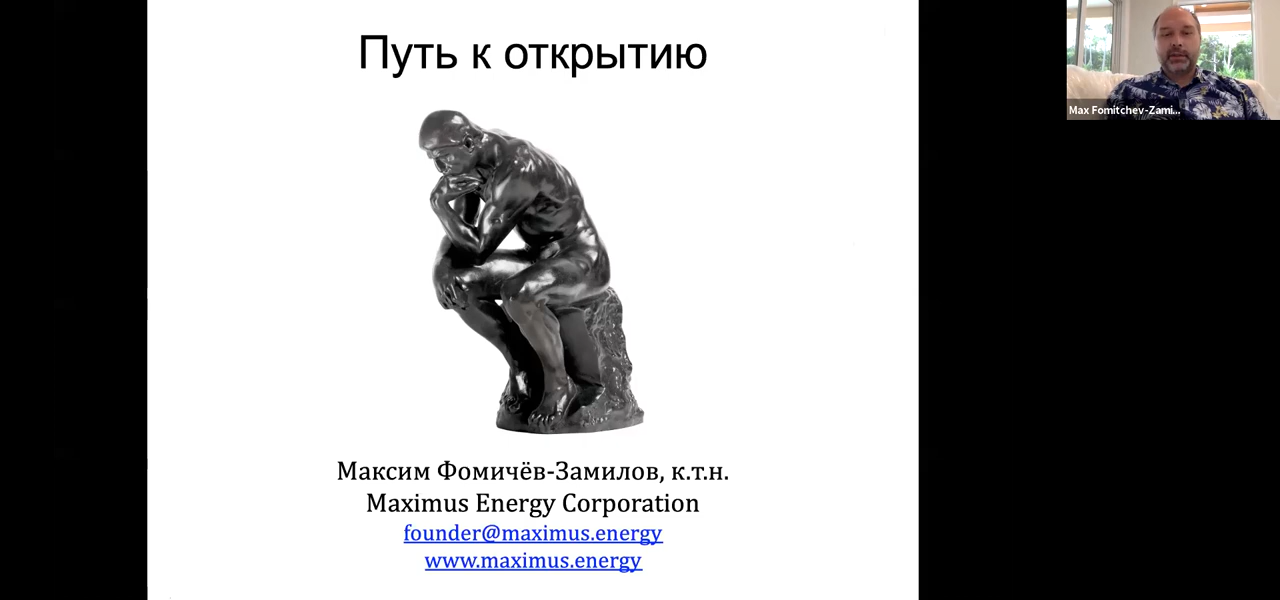 Путь к открытию
Max Fomitchev-Zami...
Максим Фомичёв-Замилов, к.т.н.
Maximus Energy Corporation
founder@maximus.energy
www.maximus.energy